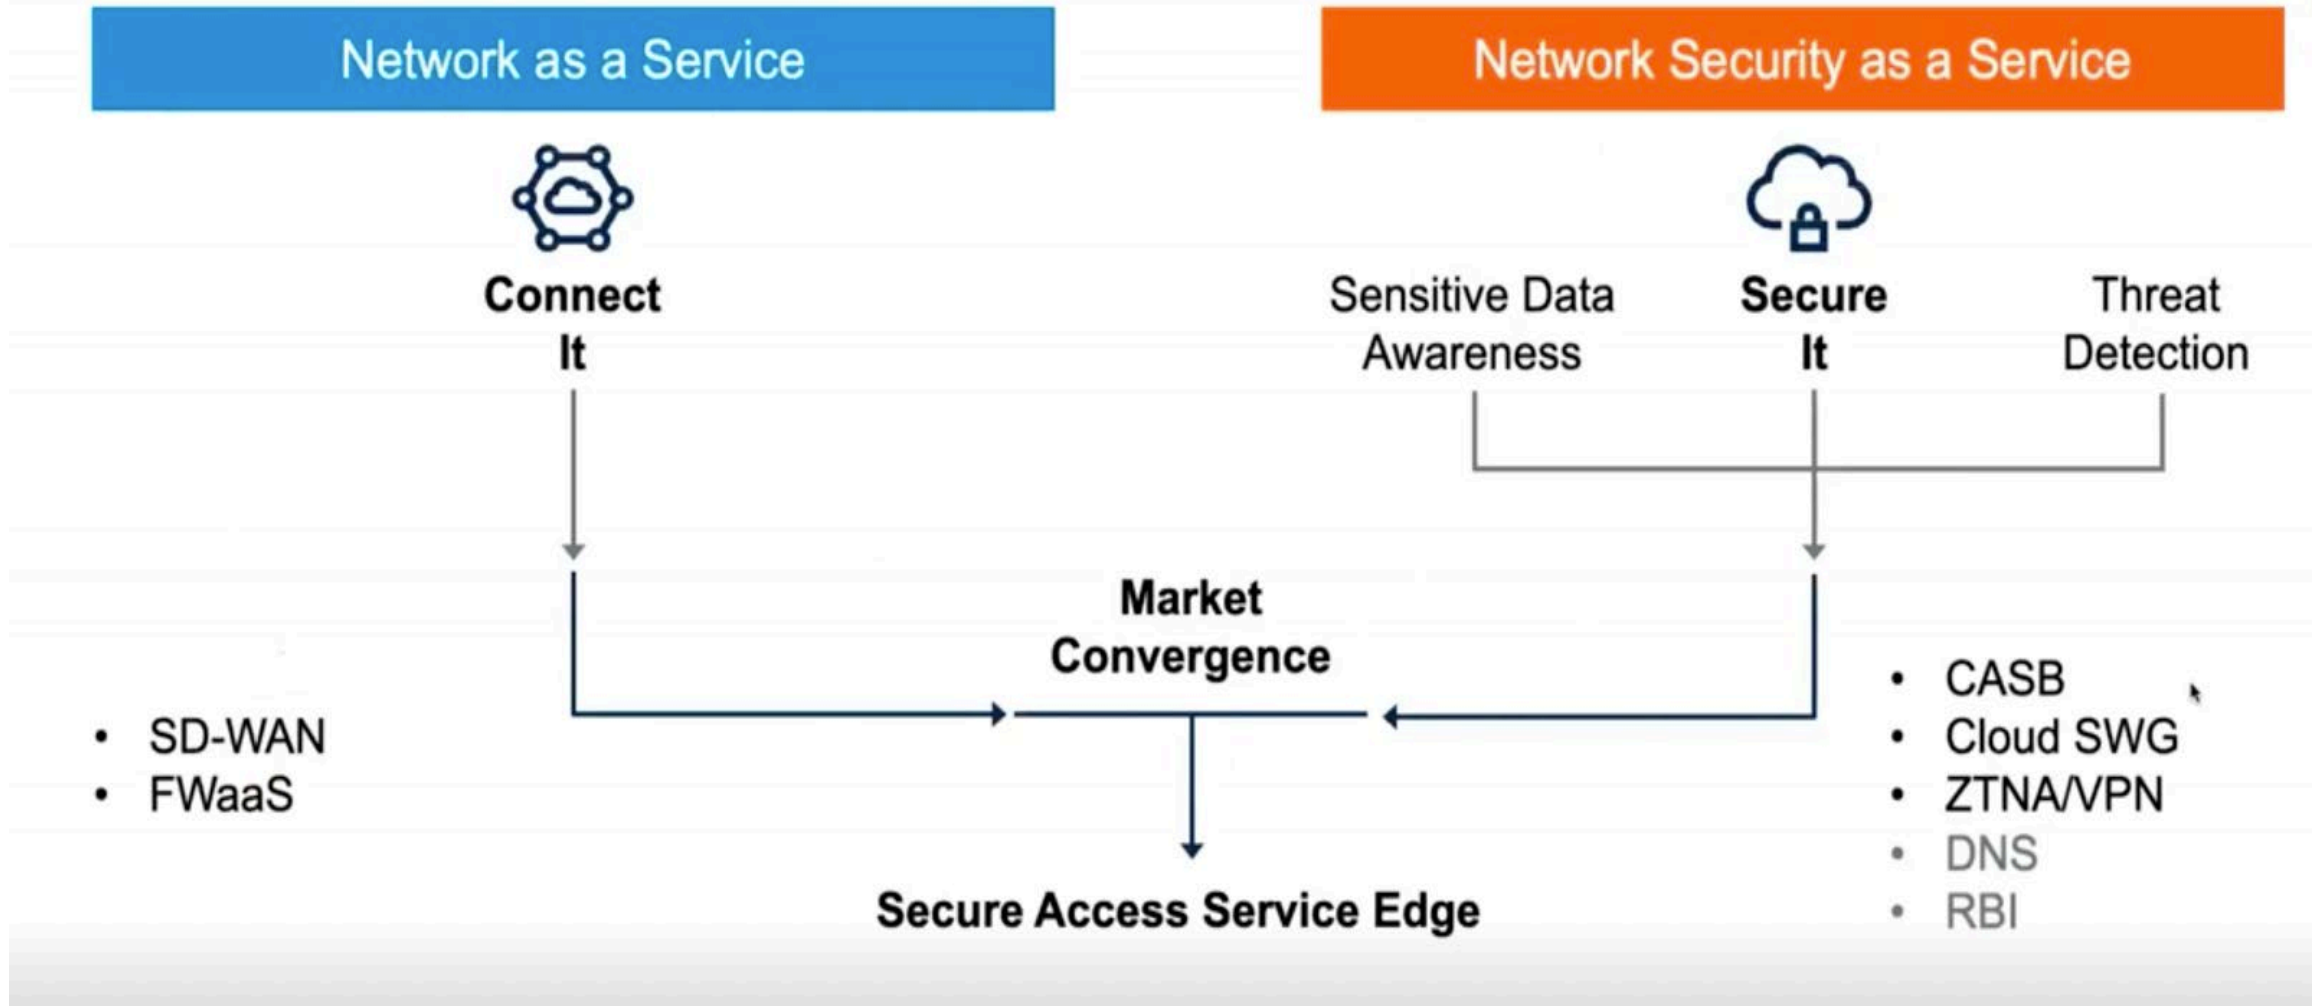 Network as a Service
Network Security as a Service
Connect
It
Sensitive Data
Awareness
Secure
It
Threat
Detection
Market
Convergence
• SD-WAN
• FWaaS
• CASB
• Cloud SWG
• ZTNA/VPN
• DNS
• RBI
Secure Access Service Edge